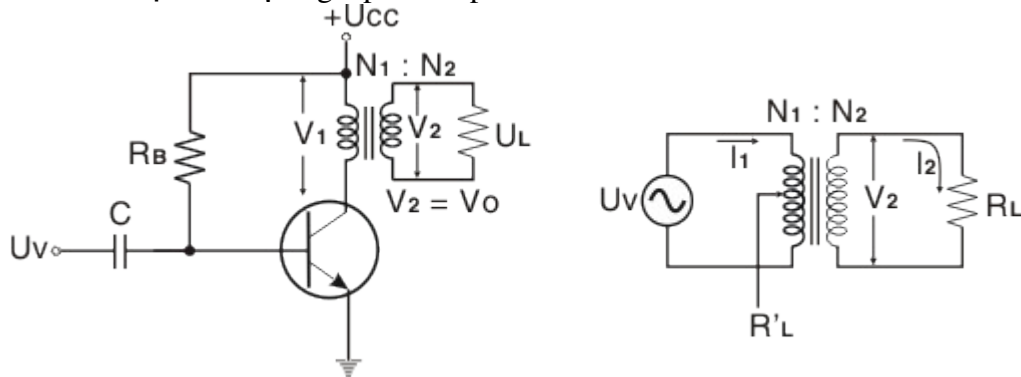 +Ucc
N1 : N2
V1
V2
UL
RB
V2 = Vo
C
Uv
N1 : N2
I1
I2
Uv
V2
RL
R'L